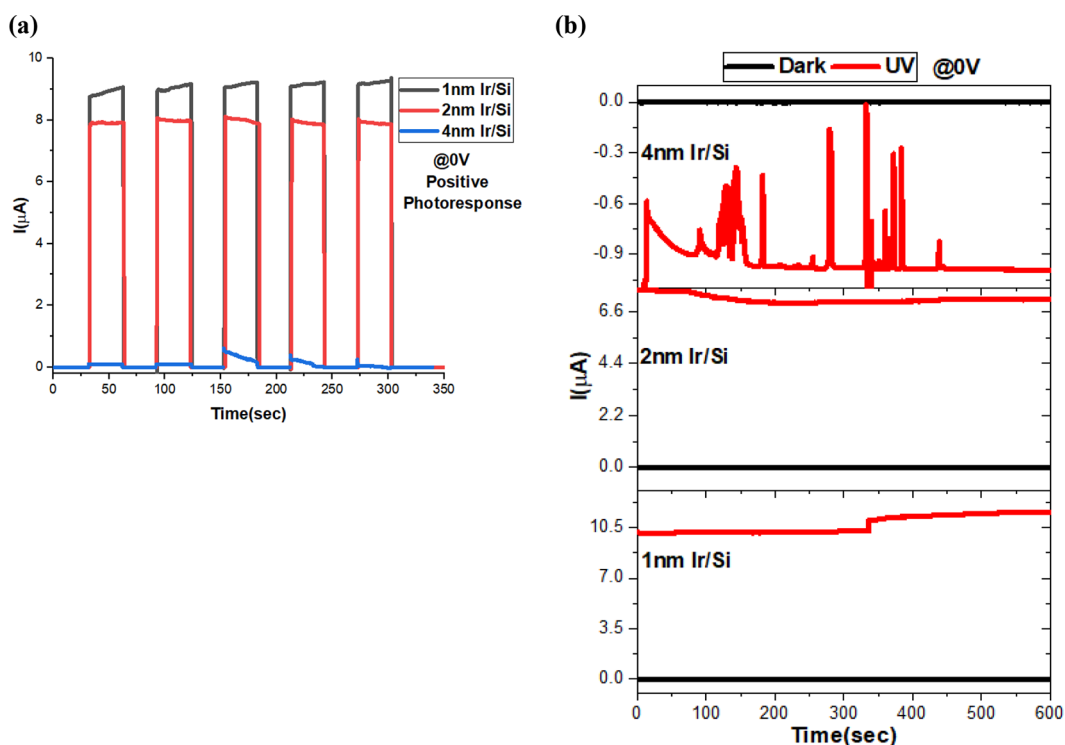 (a)
10
8
6
4
2
0
I(μA)
1nm Ir/Si
2nm Ir/Si
4nm Ir/Si
@0V
Positive
Photoresponse
0 50 100 150 200 250 300 350
Time(sec)
(b)
Dark UV @0V
0.0
-0.3
-0.6
-0.9
4nm Ir/Si
6.6
4.4
2.2
0.0
2nm Ir/Si
I(μA)
10.5
7.0
3.5
0.0
1nm Ir/Si
0 100 200 300 400 500 600
Time(sec)